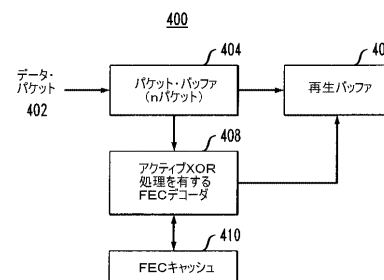 400
404
データ・
パケット
402
パケット・バッファ
(nパケット)
再生バッファ
408
アクティブXOR
処理を有する
FECデコーダ
410
FECキャッシュ